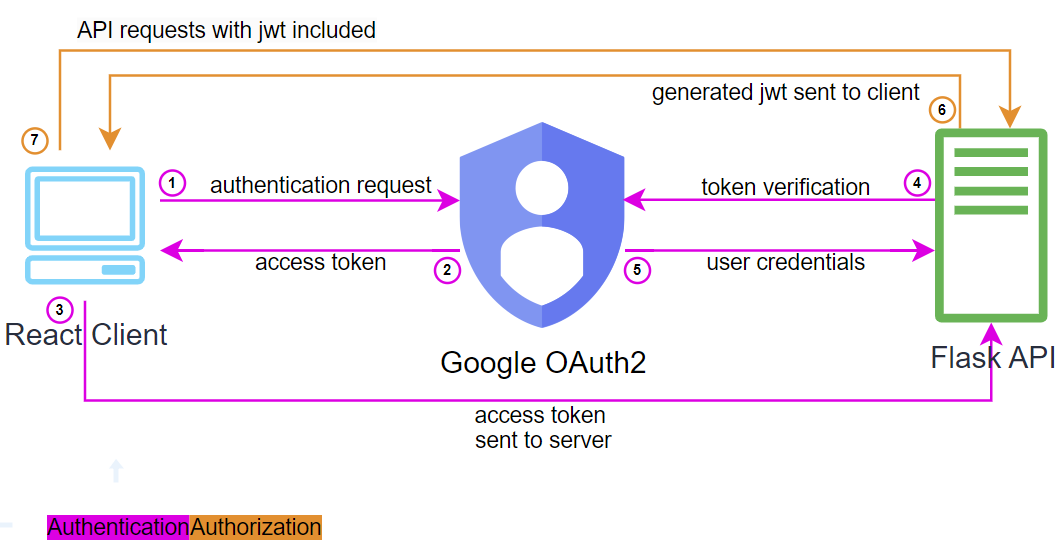 API requests with jwt included
generated jwt sent to client
6
7
1
authentication request
token verification
4
access token
2
5
user credentials
3
React Client
Google OAuth2
Flask API
access token
sent to server
Authentication Authorization